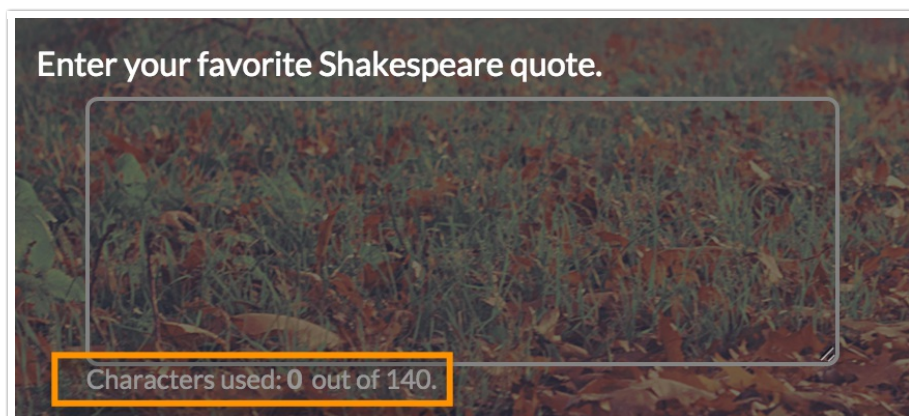 Enter your favorite Shakespeare quote.
Characters used: 0 out of 140.